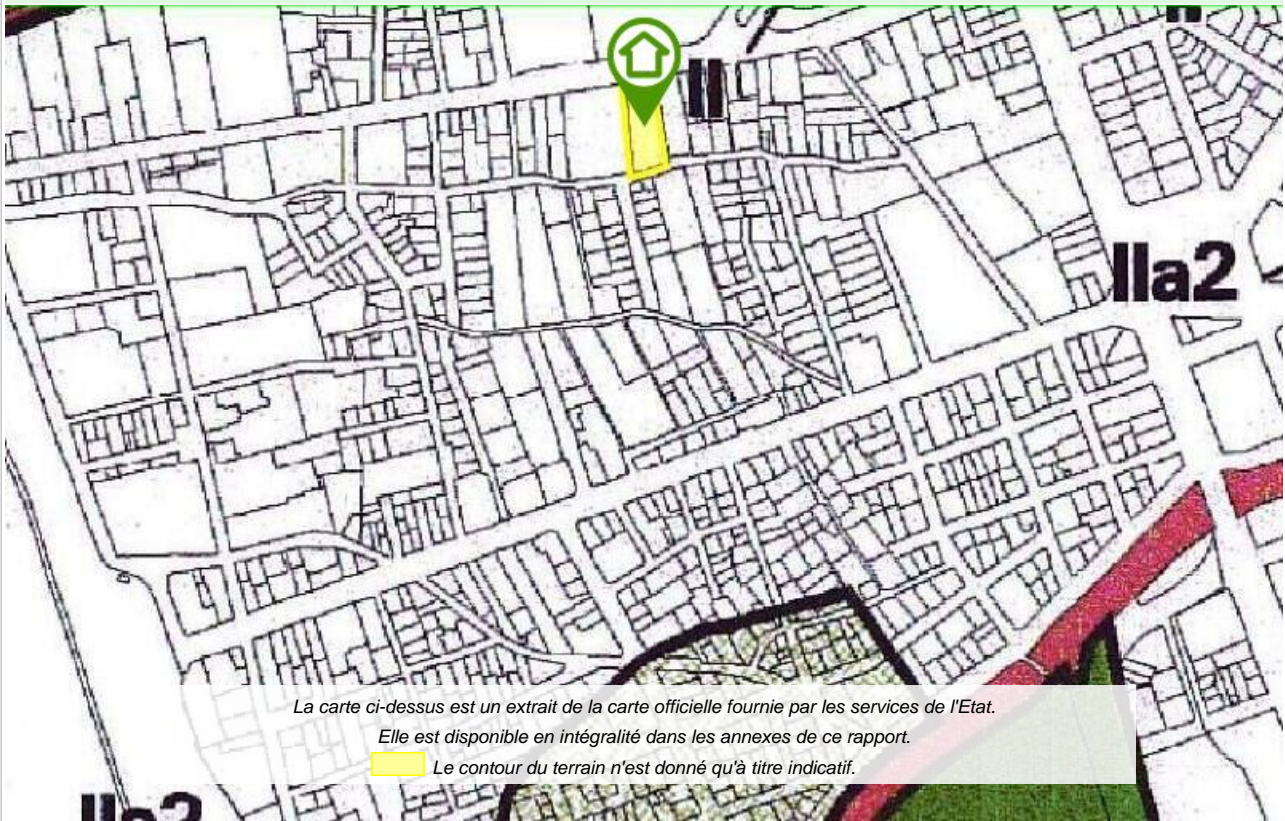 II
IIa2
La carte ci-dessus est un extrait de la carte officielle fournie par les services de l'Etat.
Elle est disponible en intégralité dans les annexes de ce rapport.
Le contour du terrain n'est donné qu'à titre indicatif.